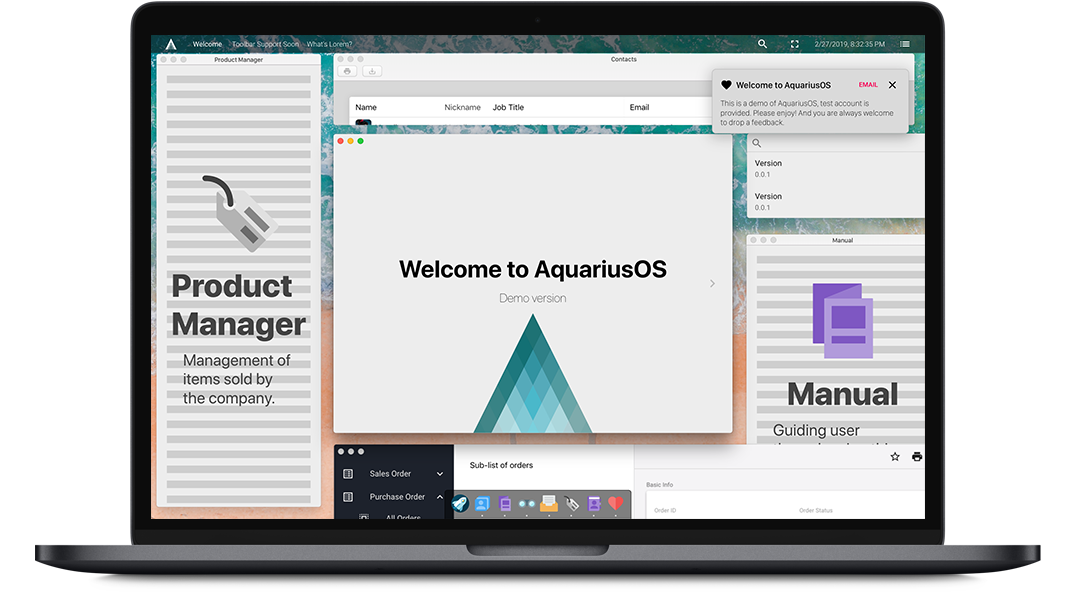 Welcome Toolbar Support Soon What's Lorem?
2/27/2019, 8:32:35 PM
Product Manager
Product
Manager
Management of
items sold by
the company.
Contacts
Name Nickname Job Title Email
Welcome to AquariusOS EMAIL
This is a demo of AquariusOS, test account is
provided. Please enjoy! And you are always welcome
to drop a feedback.
Version
0.0.1
Version
0.0.1
Welcome to AquariusOS
Demo version
Manual
Manual
Guiding user
Sales Order
Purchase Order
All Orders
Sub-list of orders
Basic Info
Order ID Order Status